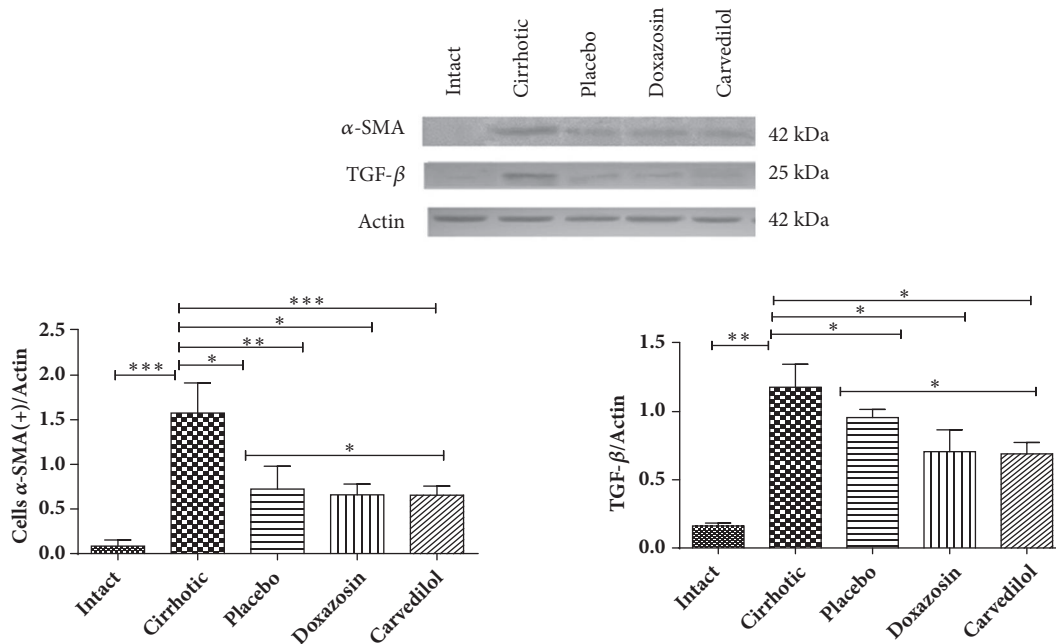 Intact Cirrhotic Placebo Doxazosin Carvedilol
α-SMA 42 kDa
TGF-β 25 kDa
Actin 42 kDa
Cells α-SMA(+)/Actin
2.5
2.0
1.5
1.0
0.5
0.0
***
*
**
*
***
*
Intact Cirrhotic Placebo Doxazosin Carvedilol
TGF-β/Actin
1.5
1.0
0.5
0.0
*
*
**
*
*
Intact Cirrhotic Placebo Doxazosin Carvedilol